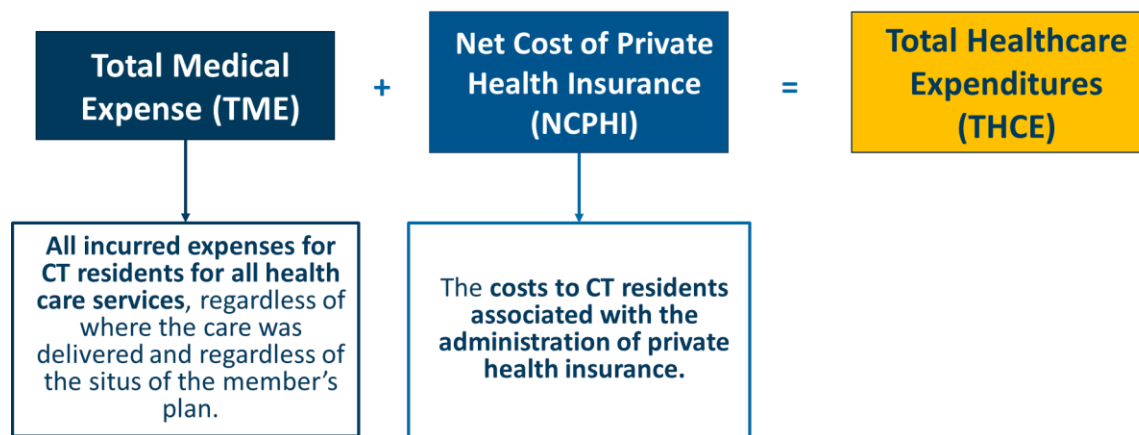 Total Medical
Expense (TME)
+
Net Cost of Private
Health Insurance
(NCPHI)
=
Total Healthcare
Expenditures
(THCE)
All incurred expenses for
CT residents for all health
care services, regardless of
where the care was
delivered and regardless of
the situs of the member’s
plan.
The costs to CT residents
associated with the
administration of private
health insurance.